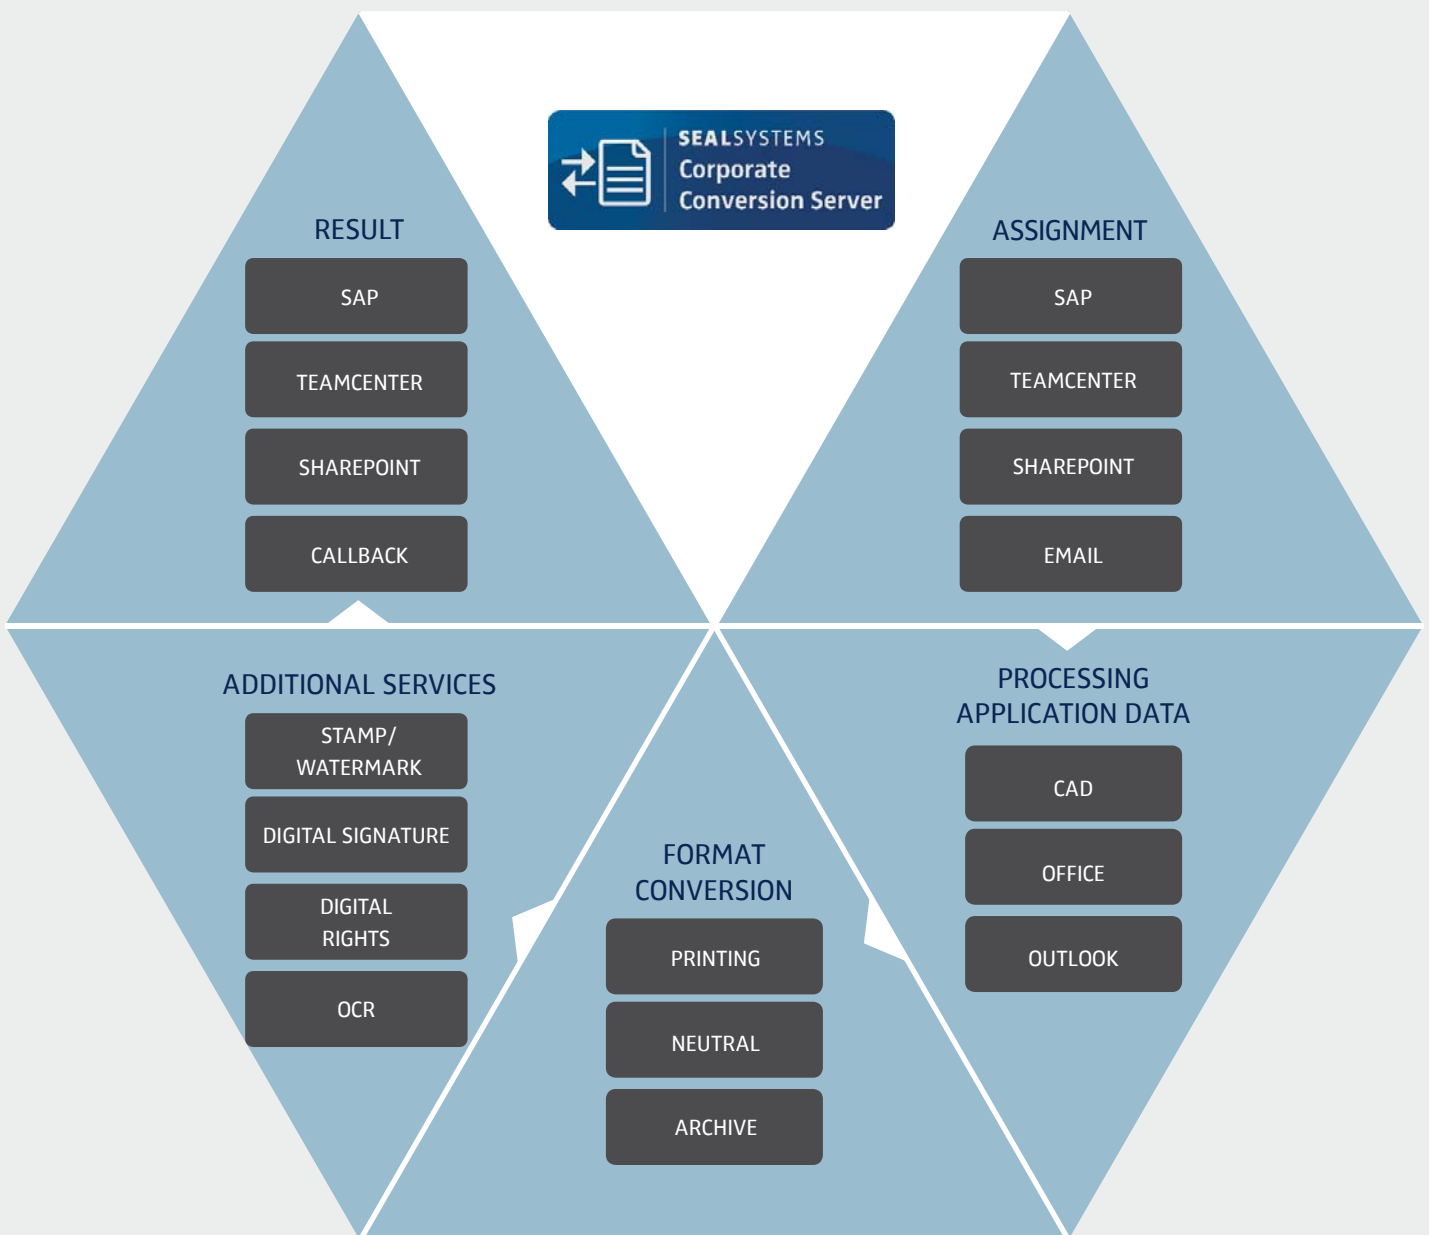 SEALSYSTEMS
Corporate
Conversion Server
RESULT
SAP
TEAMCENTER
SHAREPOINT
CALLBACK
ASSIGNMENT
SAP
TEAMCENTER
SHAREPOINT
EMAIL
ADDITIONAL SERVICES
STAMP/
WATERMARK
DIGITAL SIGNATURE
DIGITAL
RIGHTS
OCR
FORMAT
CONVERSION
PRINTING
NEUTRAL
ARCHIVE
PROCESSING
APPLICATION DATA
CAD
OFFICE
OUTLOOK